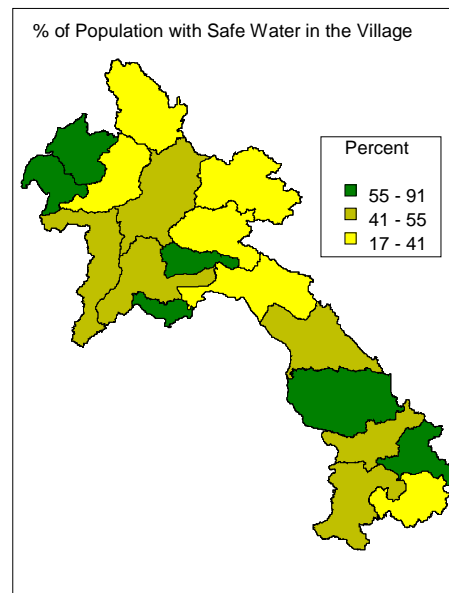 % of Population with Safe Water in the Village
Percent
55 - 91
41 - 55
17 - 41